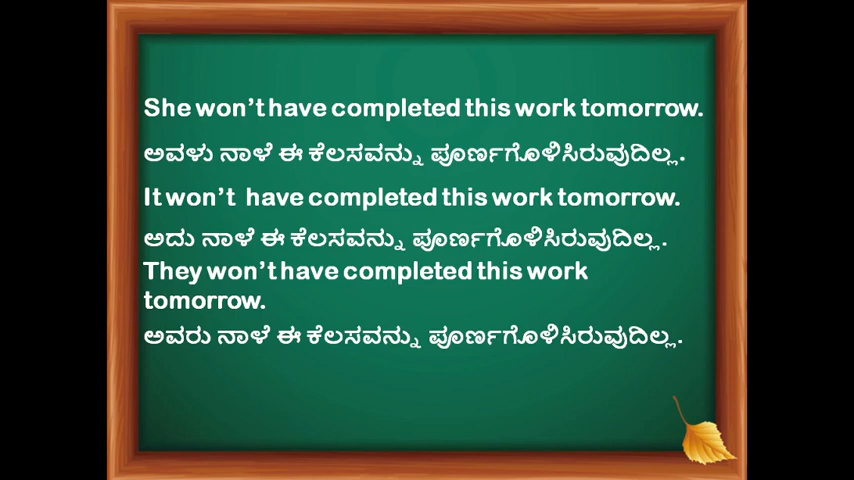 She won't have completed this work tomorrow.
ಅವಳು ನಾಳೆ ಈ ಕೆಲಸವನ್ನು ಪೂರ್ಣಗೊಳಿಸಿರುವುದಿಲ್ಲ.
It won't  have completed this work tomorrow.
ಅದು ನಾಳೆ ಈ ಕೆಲಸವನ್ನು ಪೂರ್ಣಗೊಳಿಸಿರುವುದಿಲ್ಲ.
They won't have completed this work
tomorrow.
ಅವರು ನಾಳೆ ಈ ಕೆಲಸವನ್ನು ಪೂರ್ಣಗೊಳಿಸಿರುವುದಿಲ್ಲ.